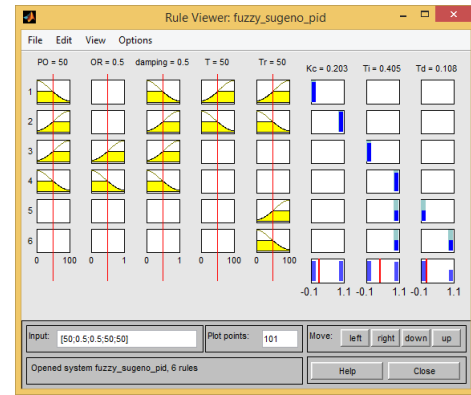 Rule Viewer: fuzzy_sugeno_pid
File Edit View Options
PO = 50 OR = 0.5 damping = 0.5 T = 50 Tr = 50 Kc = 0.203 Ti = 0.405 Td = 0.108
1
2
3
4
5
6
0 100 0 1 0 1 0 100 0 100
-0.1 1.1 -0.1 1.1 -0.1 1.1
Input: [50;0.5;0.5;50;50] Plot points: 101 Move: left right down up
Opened system fuzzy_sugeno_pid, 6 rules Help Close